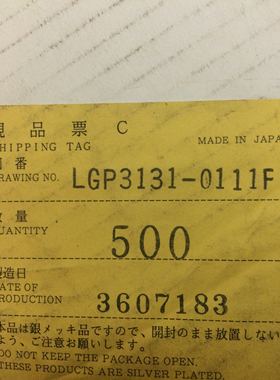 現品票 C
SHIPPING TAG MADE IN JAPA
図番
DRAWING NO. LGP3131-0111F
数量
QUANTITY 500
製造日
DATE OF
PRODUCTION 3607183
本品は銀メッキ品ですので、開封のまま放置しない
よう、ご注意お願いします。
DO NOT KEEP THE PACKAGE OPEN.
THESE PRODUCTS ARE SILVER PLATED.